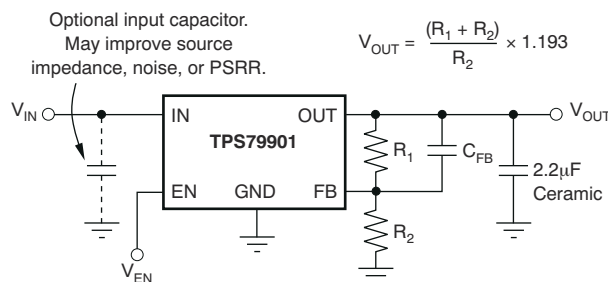 Optional input capacitor.
May improve source
impedance, noise, or PSRR.
V_OUT = (R_1 + R_2) / R_2 × 1.193
V_IN
IN
OUT
V_OUT
TPS79901
R_1
C_FB
2.2μF
Ceramic
EN
GND
FB
R_2
V_EN